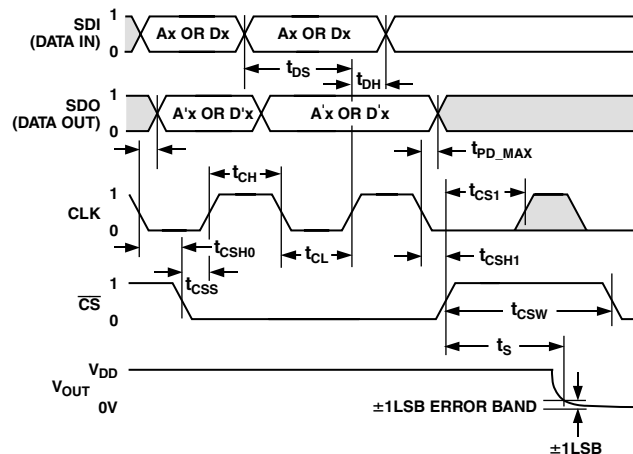 SDI
(DATA IN)
1
0
Ax OR Dx
Ax OR Dx
tDS
tDH
SDO
(DATA OUT)
1
0
A'x OR D'x
A'x OR D'x
tPD_MAX
tCH
tCS1
CLK
1
0
tCSH0
tCL
tCSH1
tCSS
CS
1
0
tCSW
tS
VDD
VOUT
0V
±1LSB ERROR BAND
±1LSB